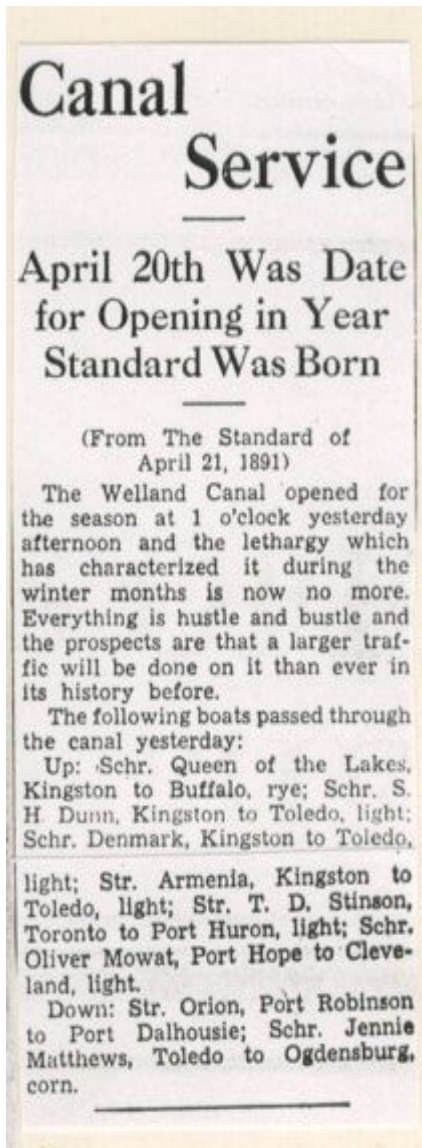 Canal
Service
April 20th Was Date
for Opening in Year
Standard Was Born
(From The Standard of
April 21, 1891)
The Welland Canal opened for
the season at 1 o'clock yesterday
afternoon and the lethargy which
has characterized it during the
winter months is now no more.
Everything is hustle and bustle and
the prospects are that a larger traf-
fic will be done on it than ever in
its history before.
The following boats passed through
the canal yesterday:
Up: Schr. Queen of the Lakes,
Kingston to Buffalo, rye; Schr. S.
H. Dunn, Kingston to Toledo, light;
Schr. Denmark, Kingston to Toledo,
light; Str. Armenia, Kingston to
Toledo, light; Str. T. D. Stinson,
Toronto to Port Huron, light; Schr.
Oliver Mowat, Port Hope to Cleve-
land, light.
Down: Str. Orion, Port Robinson
to Port Dalhousie; Schr. Jennie
Matthews, Toledo to Ogdensburg,
corn.